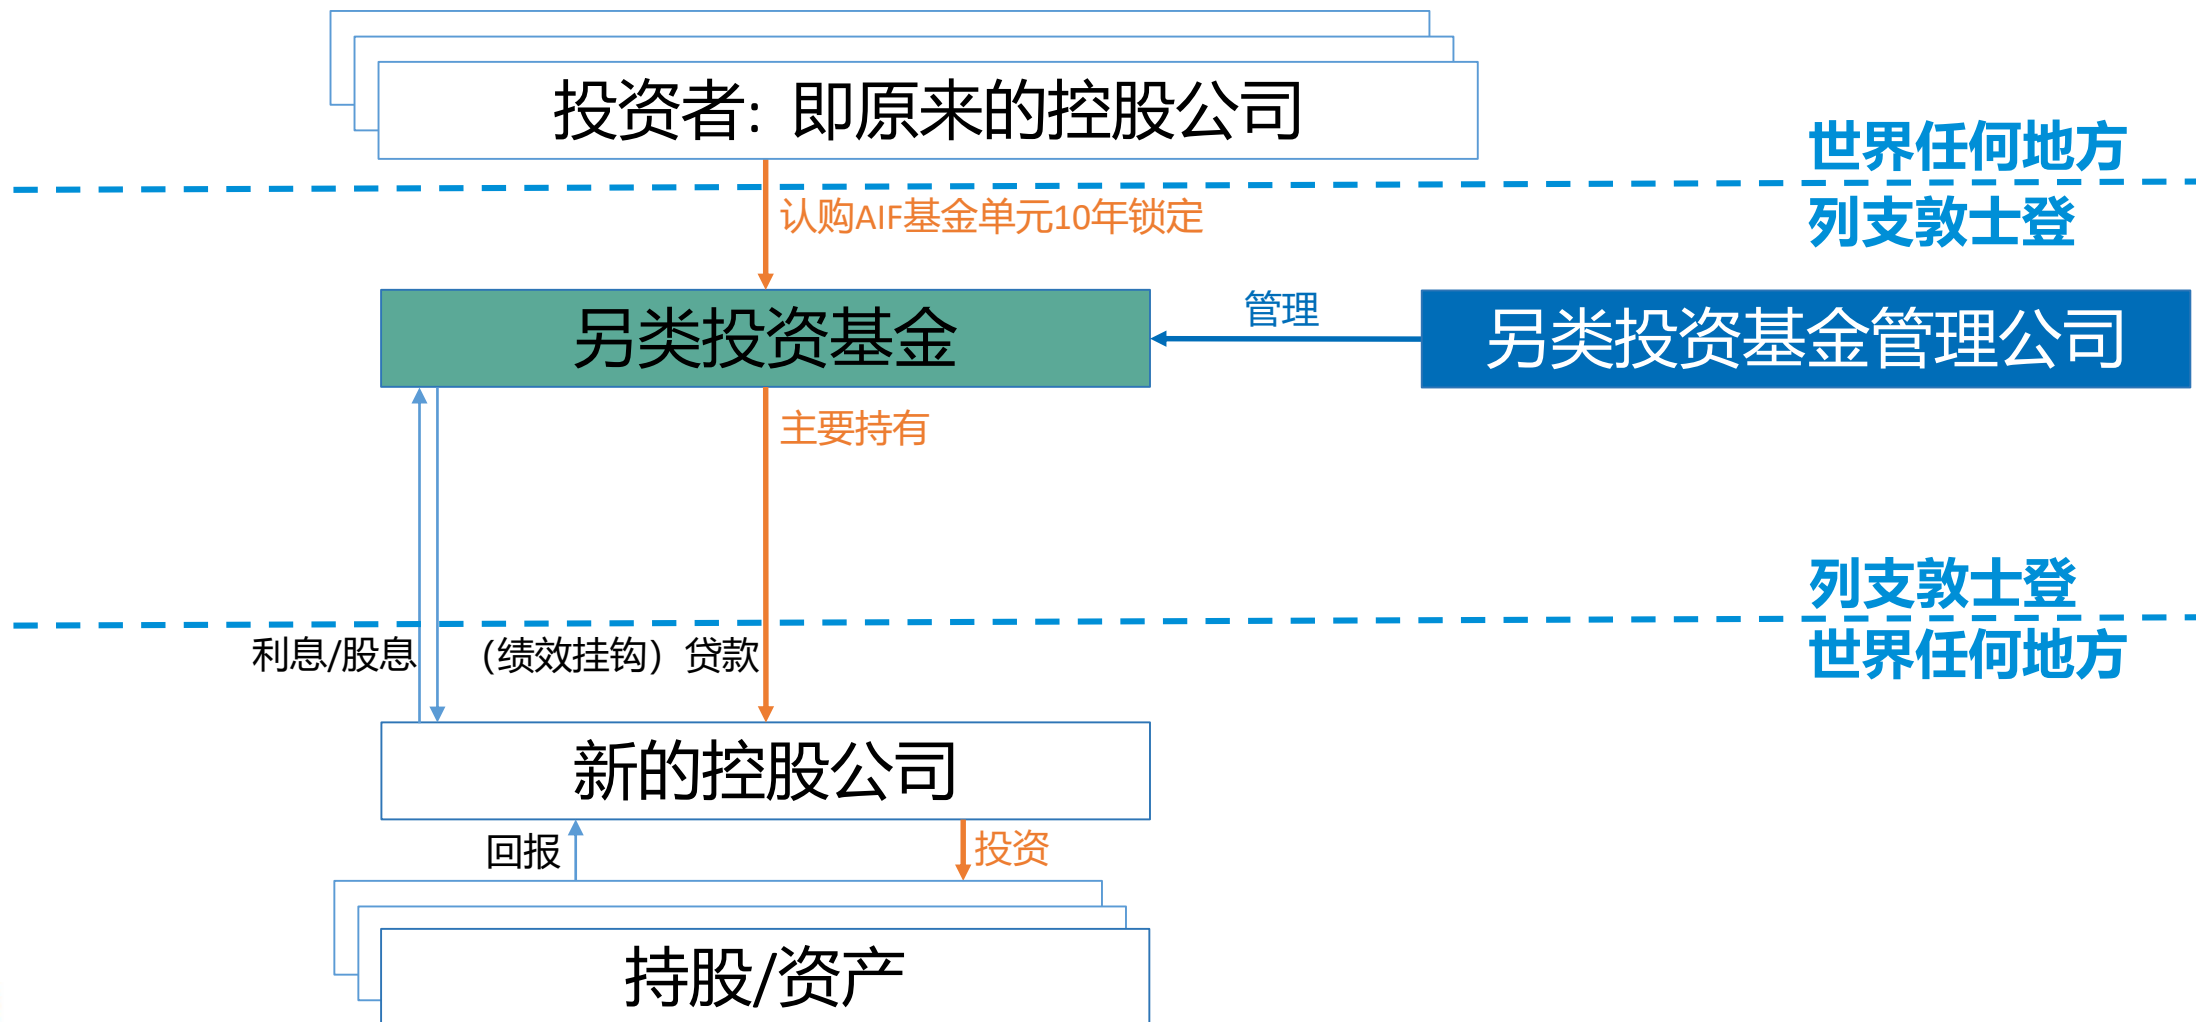 投资者：即原来的控股公司
世界任何地方
认购AIF基金单元10年锁定
列支敦士登
另类投资基金
管理
另类投资基金管理公司
主要持有
列支敦士登
利息/股息
（绩效挂钩）贷款
世界任何地方
新的控股公司
回报
投资
持股/资产